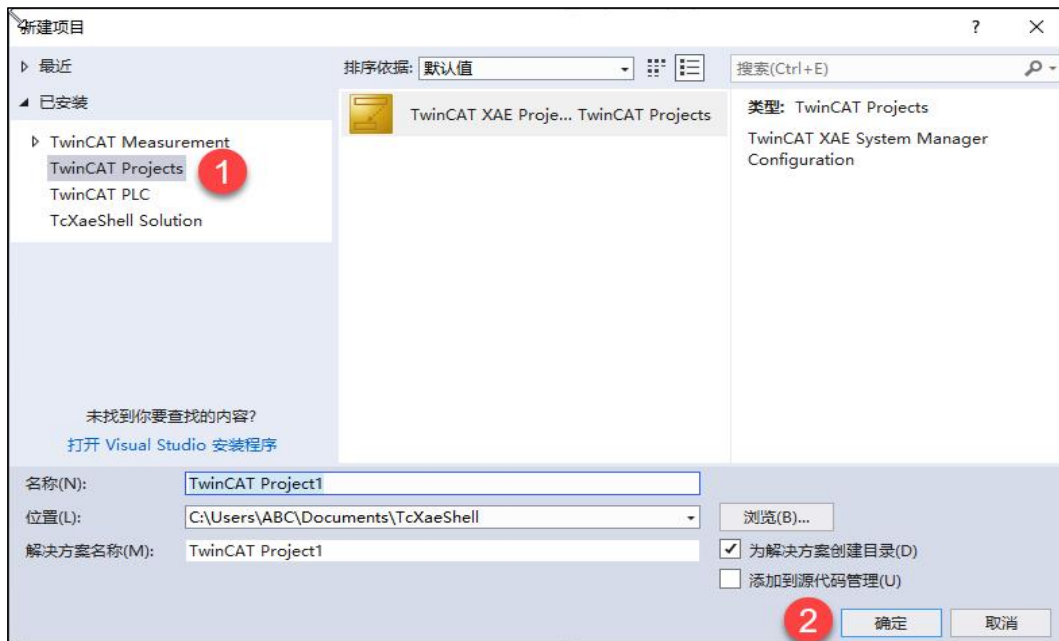 新建项目
? ×
最近
已安装
TwinCAT Measurement
TwinCAT Projects
1
TwinCAT PLC
TcXaeShell Solution
未找到你要查找的内容?
打开 Visual Studio 安装程序
排序依据: 默认值
TwinCAT XAE Proje... TwinCAT Projects
搜索(Ctrl+E)
类型: TwinCAT Projects
TwinCAT XAE System Manager
Configuration
名称(N): TwinCAT Project1
位置(L): C:\Users\ABC\Documents\TcXaeShell
浏览(B)...
解决方案名称(M): TwinCAT Project1
为解决方案创建目录(D)
添加到源代码管理(U)
2
确定
取消